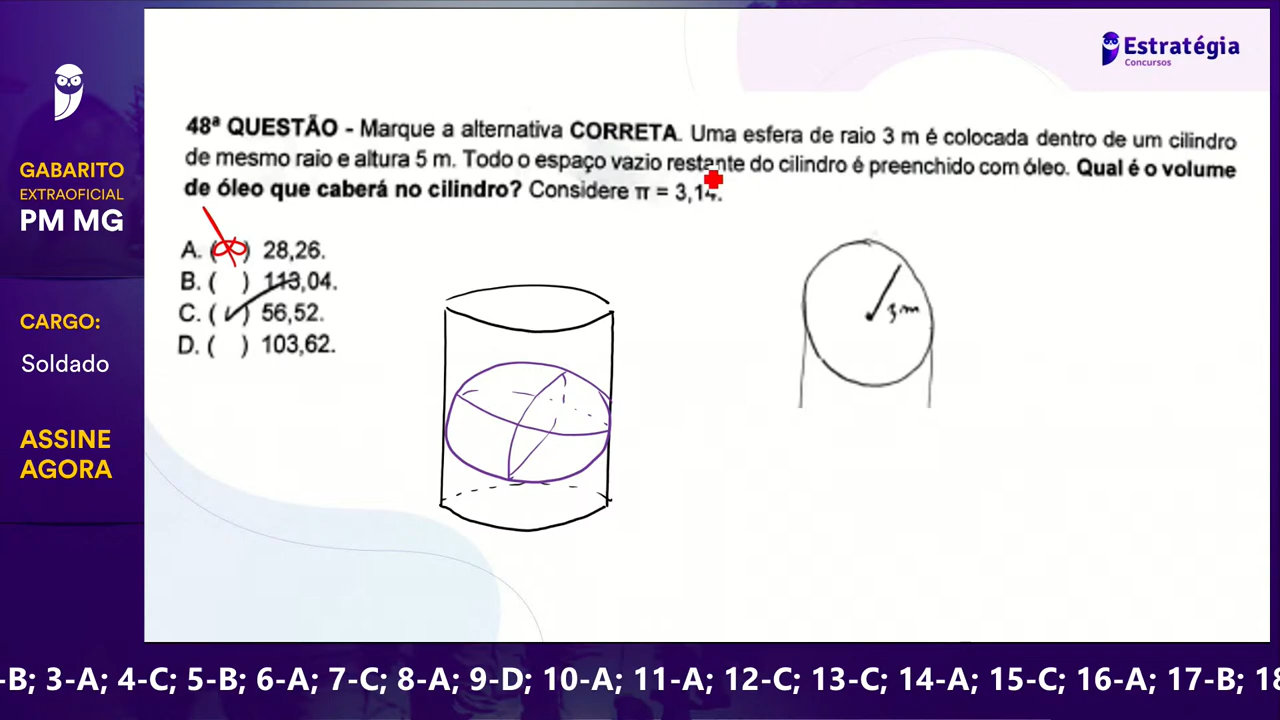 Estratégia
Concursos
GABARITO
EXTRAOFICIAL
PM MG
CARGO:
Soldado
ASSINE
AGORA
48ª QUESTÃO - Marque a alternativa CORRETA. Uma esfera de raio 3 m é colocada dentro de um cilindro
de mesmo raio e altura 5 m. Todo o espaço vazio restante do cilindro é preenchido com óleo. Qual é o volume
de óleo que caberá no cilindro? Considere π = 3,14.
A. ( ) 28,26.
B. ( ) 113,04.
C. ( ) 56,52.
D. ( ) 103,62.
3m
-B; 3-A; 4-C; 5-B; 6-A; 7-C; 8-A; 9-D; 10-A; 11-A; 12-C; 13-C; 14-A; 15-C; 16-A; 17-B; 18